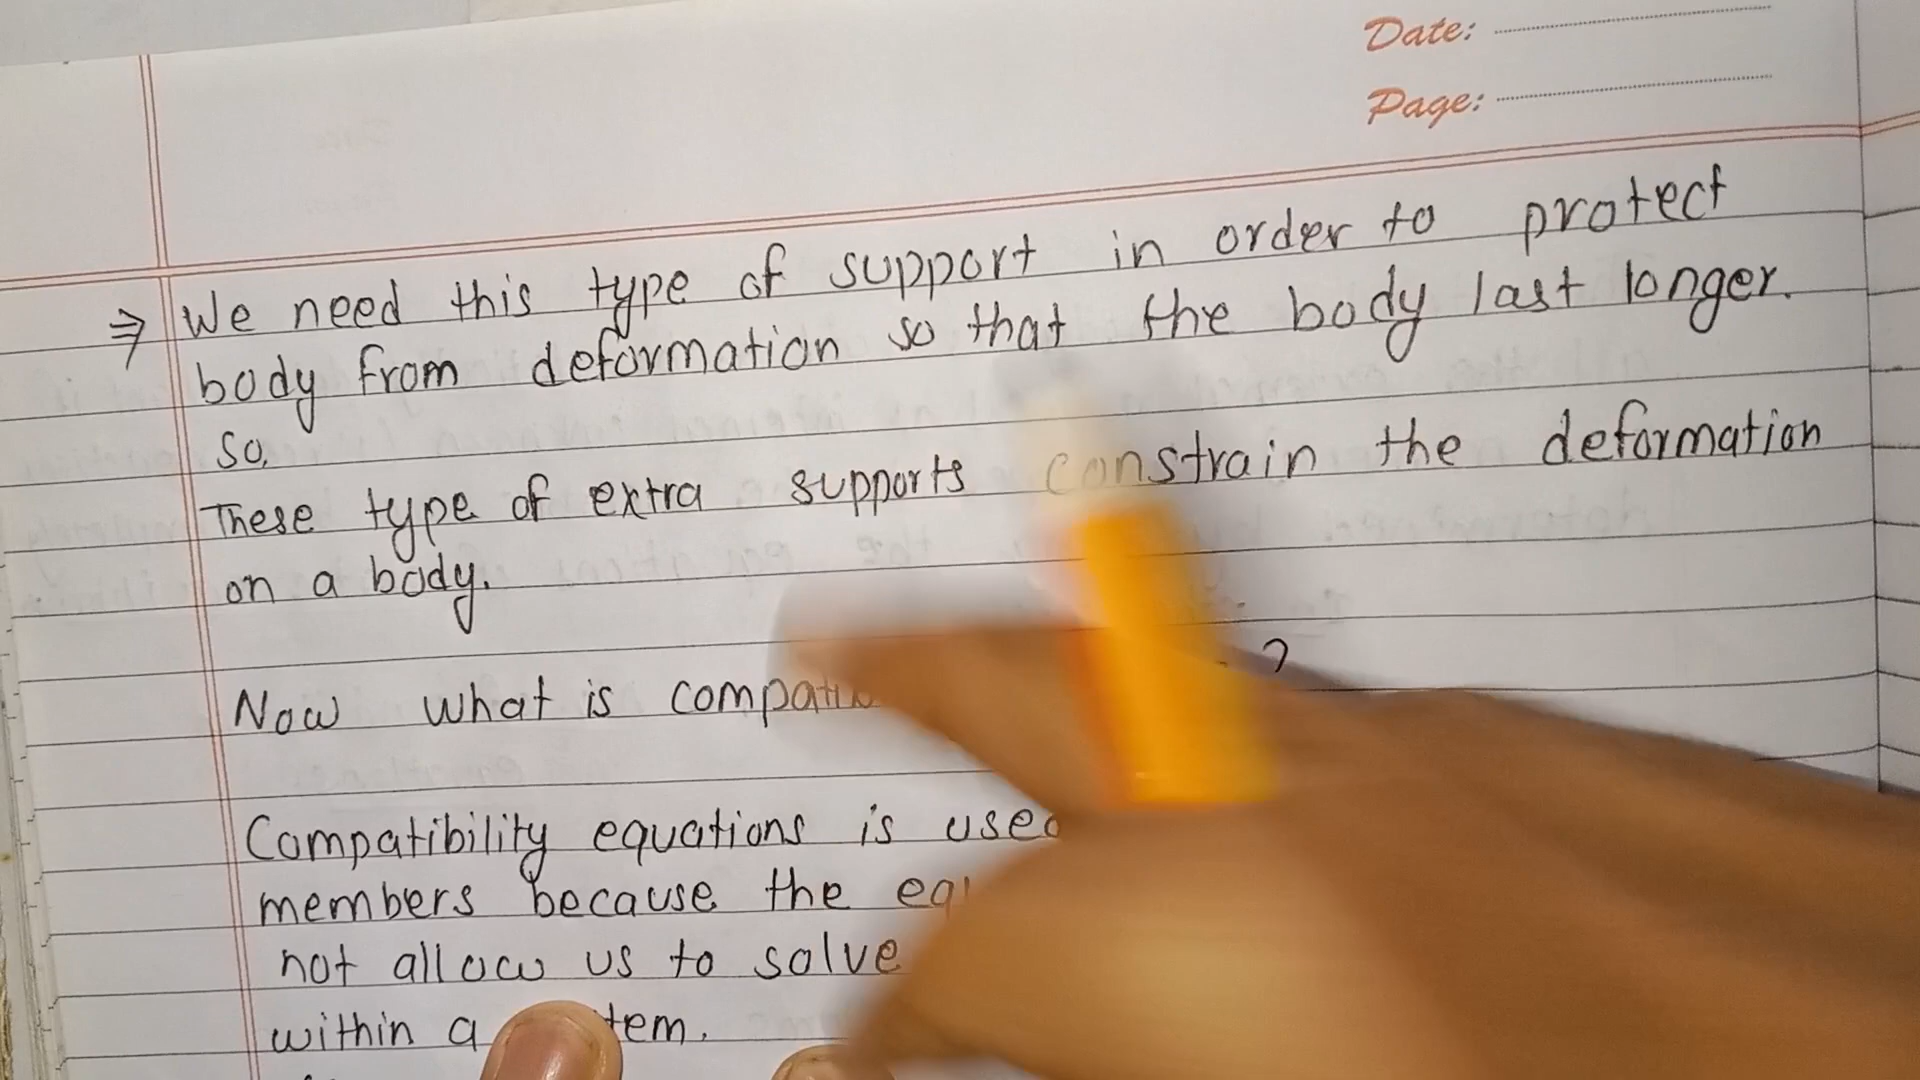 Date:
Page:
⇒ We need this type of support in order to protect
body from deformation so that the body last longer.
So,
These type of extra supports constrain the deformation
on a body.
Now what is ?
Compatibility equations is used
members because the
not allow us to solve
within a